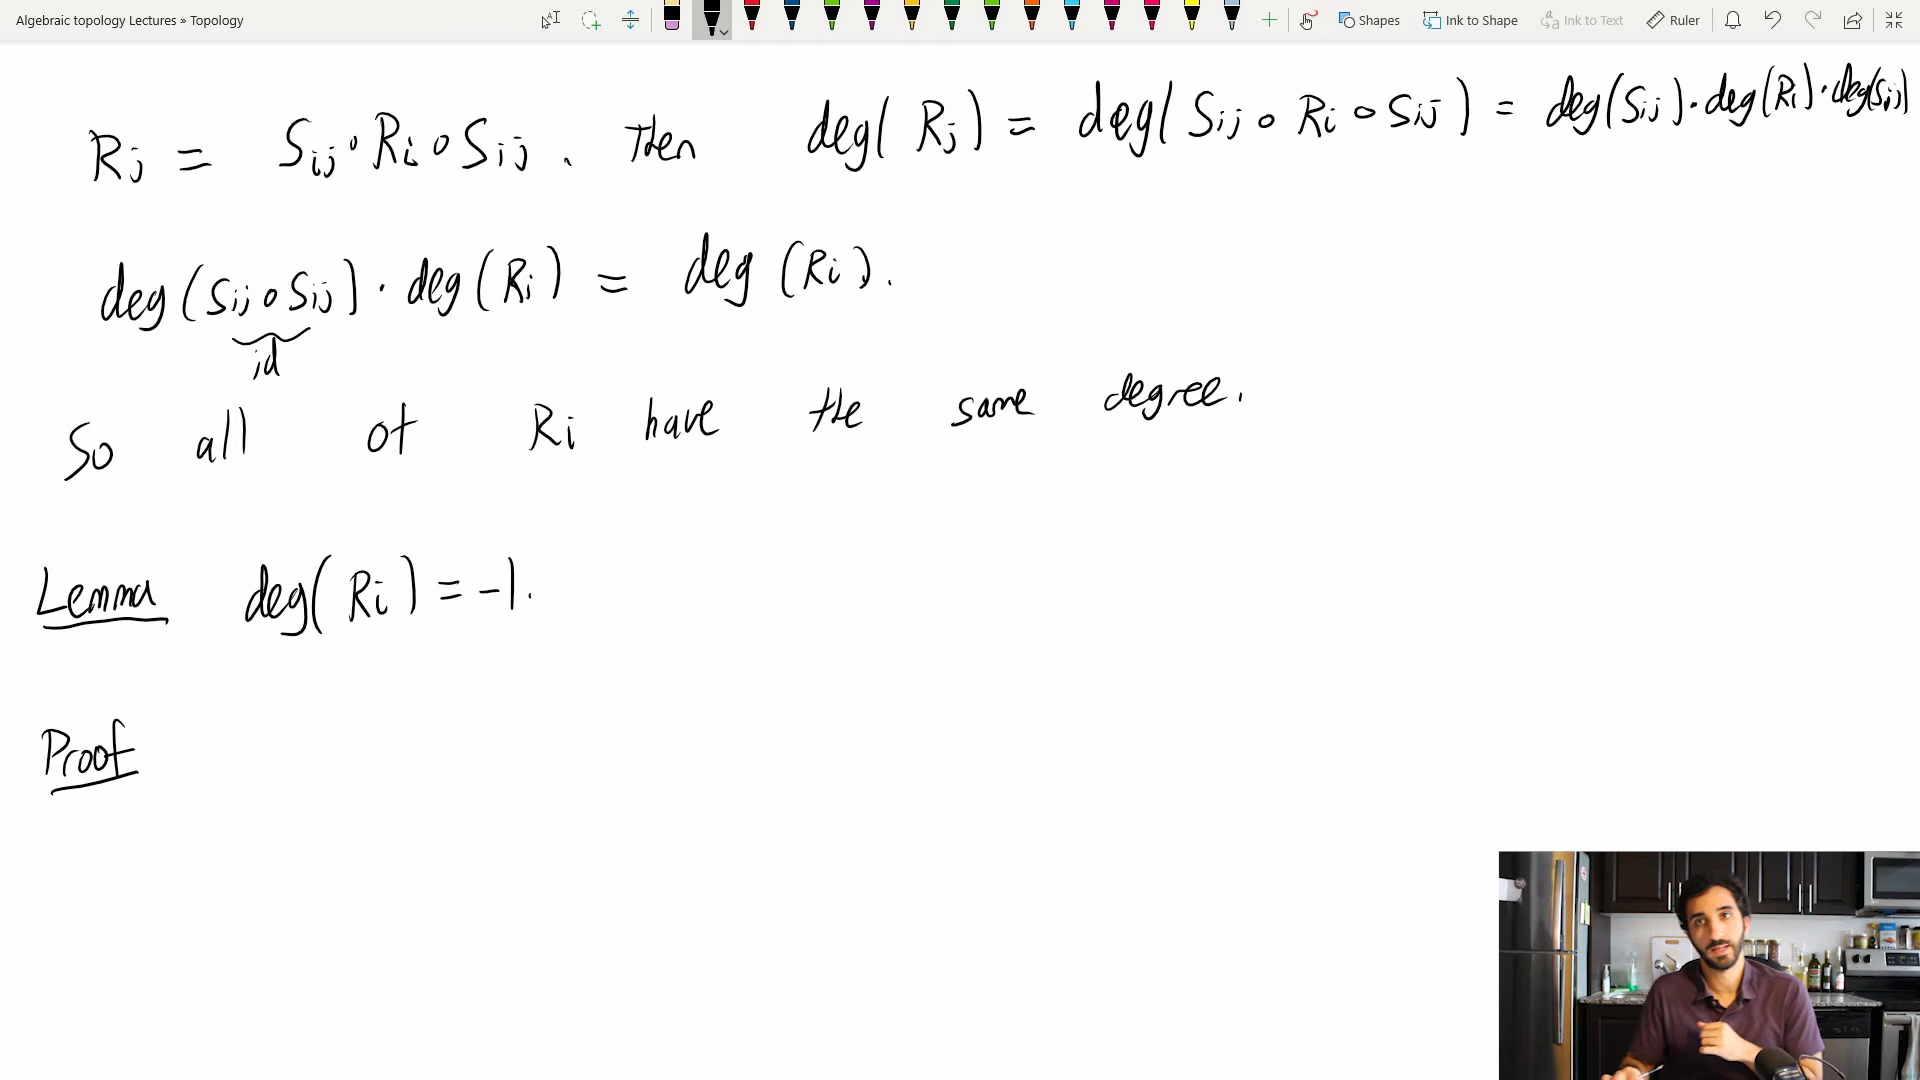 Algebraic topology Lectures » Topology
Shapes Ink to Shape Ink to Text Ruler
Rj = Sij∘Ri∘Sij. Then deg(Rj) = deg(Sij∘Ri∘Sij) = deg(Sij)·deg(Ri)·deg(Sij)
deg(Sij∘Sij)·deg(Ri) = deg(Ri).
id
So all of Ri have the same degree.
Lemma deg(Ri) = -1.
Proof